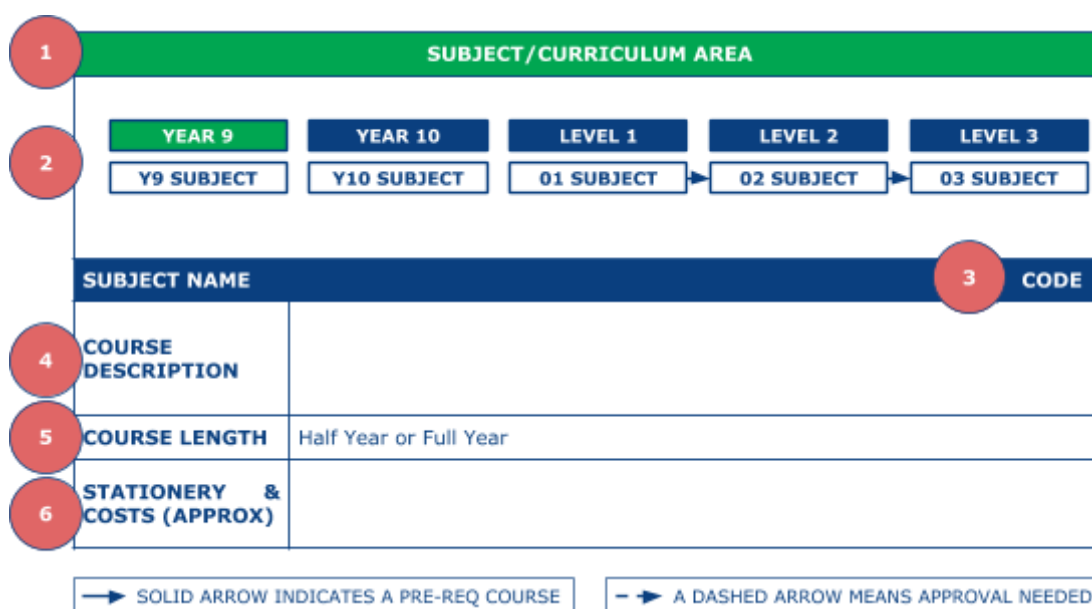 1
SUBJECT/CURRICULUM AREA
2
YEAR 9 YEAR 10 LEVEL 1 LEVEL 2 LEVEL 3
Y9 SUBJECT Y10 SUBJECT 01 SUBJECT 02 SUBJECT 03 SUBJECT
SUBJECT NAME 3 CODE
4
COURSE
DESCRIPTION
5 COURSE LENGTH Half Year or Full Year
6
STATIONERY &
COSTS (APPROX)
SOLID ARROW INDICATES A PRE-REQ COURSE A DASHED ARROW MEANS APPROVAL NEEDED